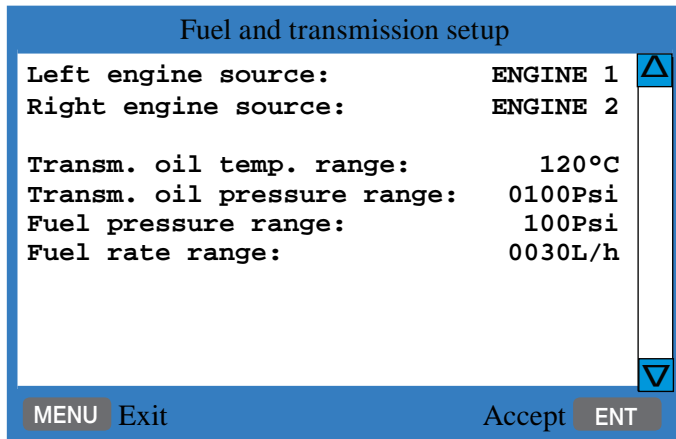 Fuel and transmission setup
Left engine source: ENGINE 1
Right engine source: ENGINE 2
Transm. oil temp. range: 120°C
Transm. oil pressure range: 0100Psi
Fuel pressure range: 100Psi
Fuel rate range: 0030L/h
MENU Exit Accept ENT